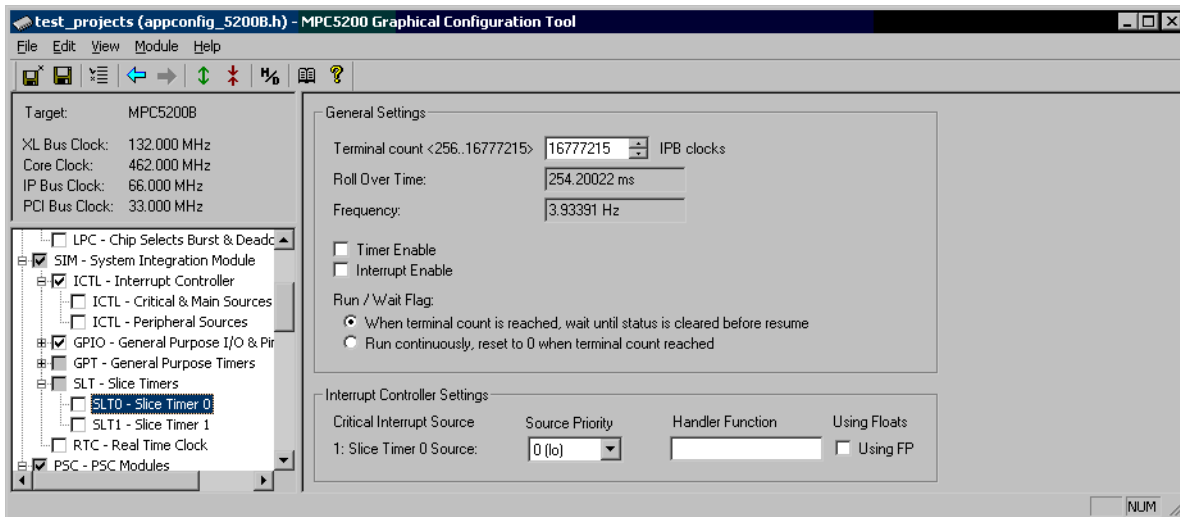 test_projects (appconfig_5200B.h) - MPC5200 Graphical Configuration Tool
File Edit View Module Help
H/D
Target: MPC5200B
XL Bus Clock: 132.000 MHz
Core Clock: 462.000 MHz
IP Bus Clock: 66.000 MHz
PCI Bus Clock: 33.000 MHz
LPC - Chip Selects Burst & Deadc
SIM - System Integration Module
ICTL - Interrupt Controller
ICTL - Critical & Main Sources
ICTL - Peripheral Sources
GPIO - General Purpose I/O & Pin
GPT - General Purpose Timers
SLT - Slice Timers
SLT0 - Slice Timer 0
SLT1 - Slice Timer 1
RTC - Real Time Clock
PSC - PSC Modules
General Settings
Terminal count <256..16777215> 16777215 IPB clocks
Roll Over Time: 254.20022 ms
Frequency: 3.93391 Hz
Timer Enable
Interrupt Enable
Run / Wait Flag:
When terminal count is reached, wait until status is cleared before resume
Run continuously, reset to 0 when terminal count reached
Interrupt Controller Settings
Critical Interrupt Source Source Priority Handler Function Using Floats
1: Slice Timer 0 Source: 0 (lo) Using FP
NUM